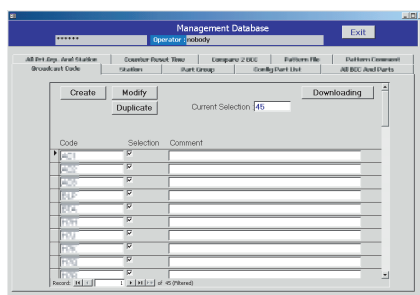 Management Database
Exit
****** Operator: nobody
All Prt.Grp. And Station Counter Reset Time Compare 2 BCC Pattern File Pattern Comment
Broadcast Code Station Part Group Config Part List All BCC And Parts
Create Modify Downloading
Duplicate Current Selection 45
Code Selection Comment
Record: 1 of 45 (Filtered)